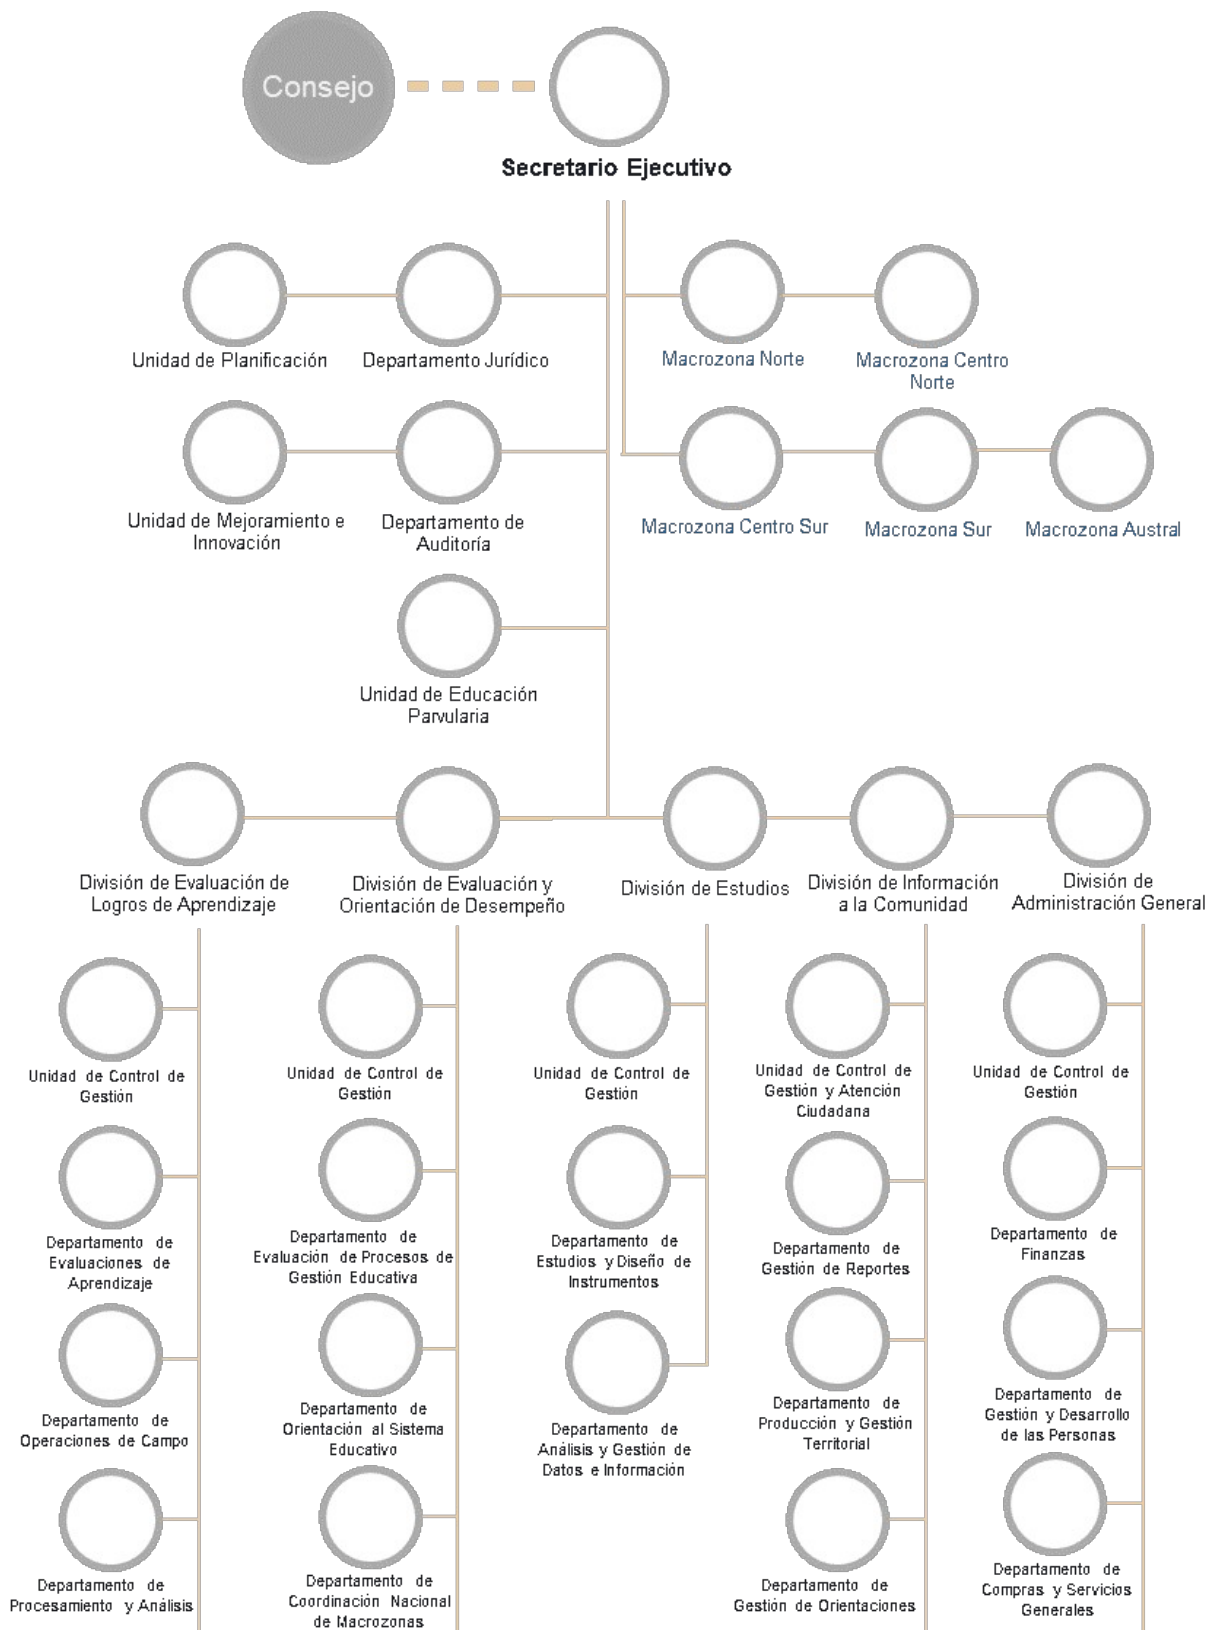 Consejo
Secretario Ejecutivo
Unidad de Planificación
Departamento Jurídico
Macrozona Norte
Macrozona Centro
Norte
Unidad de Mejoramiento e
Innovación
Departamento de
Auditoría
Macrozona Centro Sur
Macrozona Sur
Macrozona Austral
Unidad de Educación
Parvularia
División de Evaluación de
Logros de Aprendizaje
División de Evaluación y
Orientación de Desempeño
División de Estudios
División de Información
a la Comunidad
División de
Administración General
Unidad de Control de
Gestión
Unidad de Control de
Gestión
Unidad de Control de
Gestión
Unidad de Control de
Gestión y Atención
Ciudadana
Unidad de Control de
Gestión
Departamento de
Evaluaciones de
Aprendizaje
Departamento de
Evaluación de Procesos de
Gestión Educativa
Departamento de
Estudios y Diseño de
Instrumentos
Departamento de
Gestión de Reportes
Departamento de
Finanzas
Departamento de
Operaciones de Campo
Departamento de
Orientación al Sistema
Educativo
Departamento de
Análisis y Gestión de
Datos e Información
Departamento de
Producción y Gestión
Territorial
Departamento de
Gestión y Desarrollo
de las Personas
Departamento de
Procesamiento y Análisis
Departamento de
Coordinación Nacional
de Macrozonas
Departamento de
Gestión de Orientaciones
Departamento de
Compras y Servicios
Generales